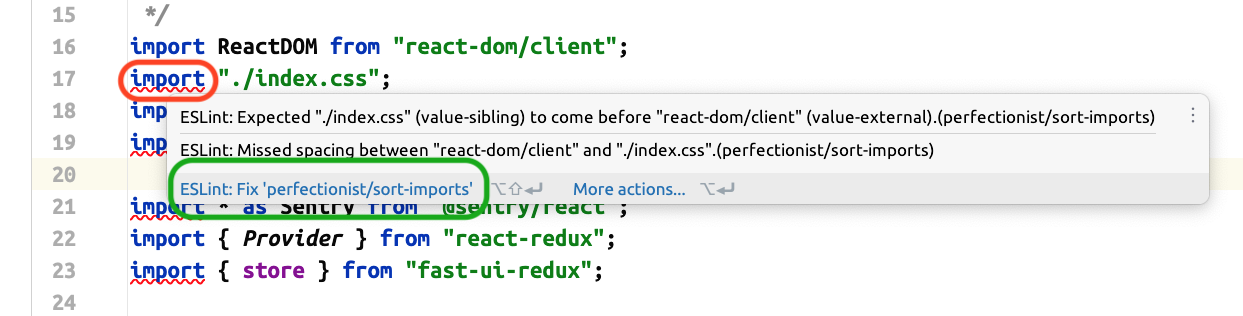 15 */
16 import ReactDOM from "react-dom/client";
17 import "./index.css";
18 imp
ESLint: Expected "./index.css" (value-sibling) to come before "react-dom/client" (value-external).(perfectionist/sort-imports)
19 imp
ESLint: Missed spacing between "react-dom/client" and "./index.css".(perfectionist/sort-imports)
20
ESLint: Fix 'perfectionist/sort-imports' ⌥⇧↩ More actions... ⌥↩
21 import * as Sentry from "@sentry/react";
22 import { Provider } from "react-redux";
23 import { store } from "fast-ui-redux";
24